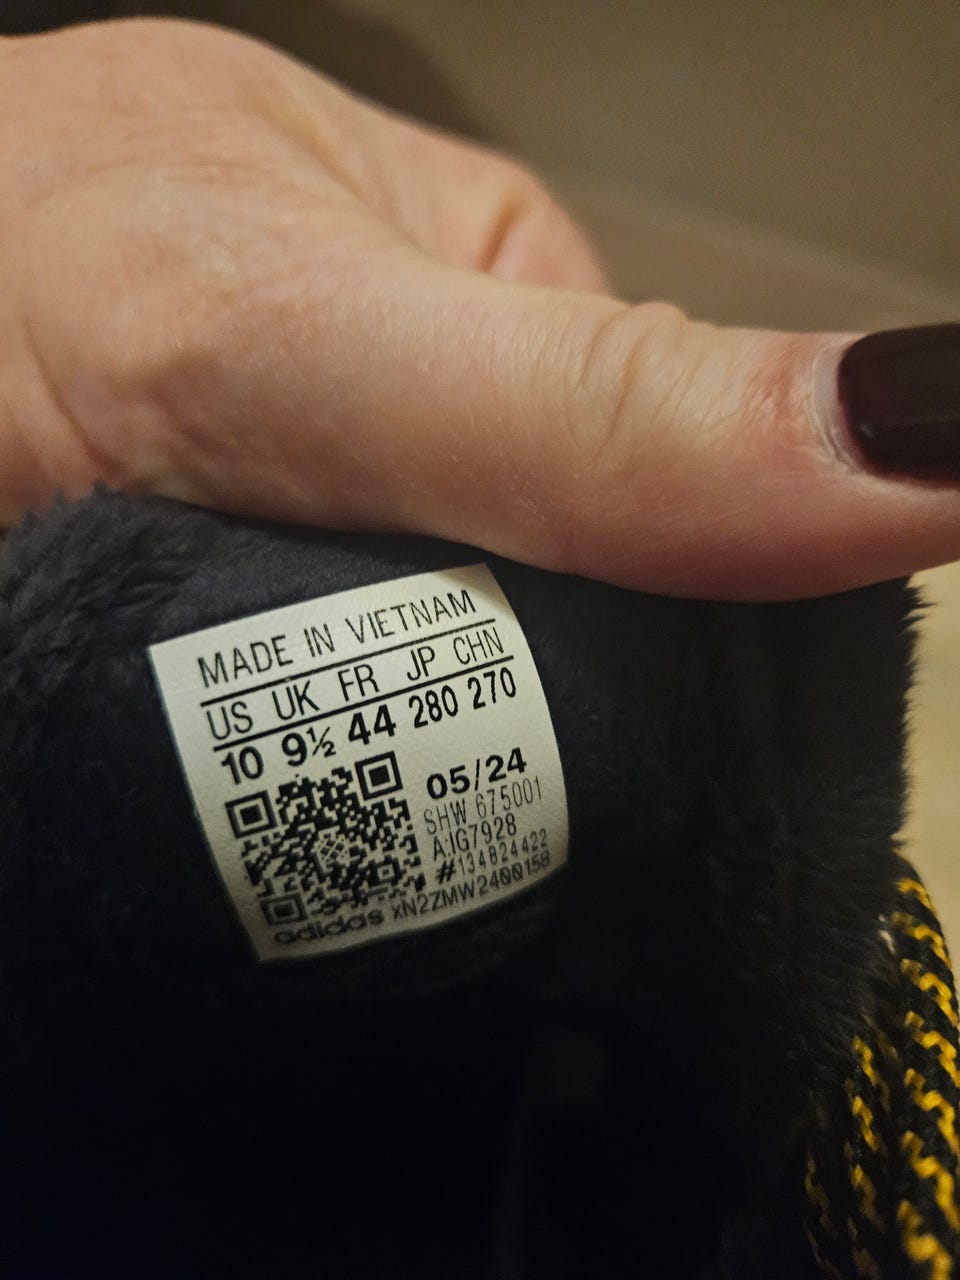 MADE IN VIETNAM
US UK FR JP CHN
10 9½ 44 280 270
05/24
SHW 675001
A:IG7928
#134824422
adidas xN2ZMW2400158